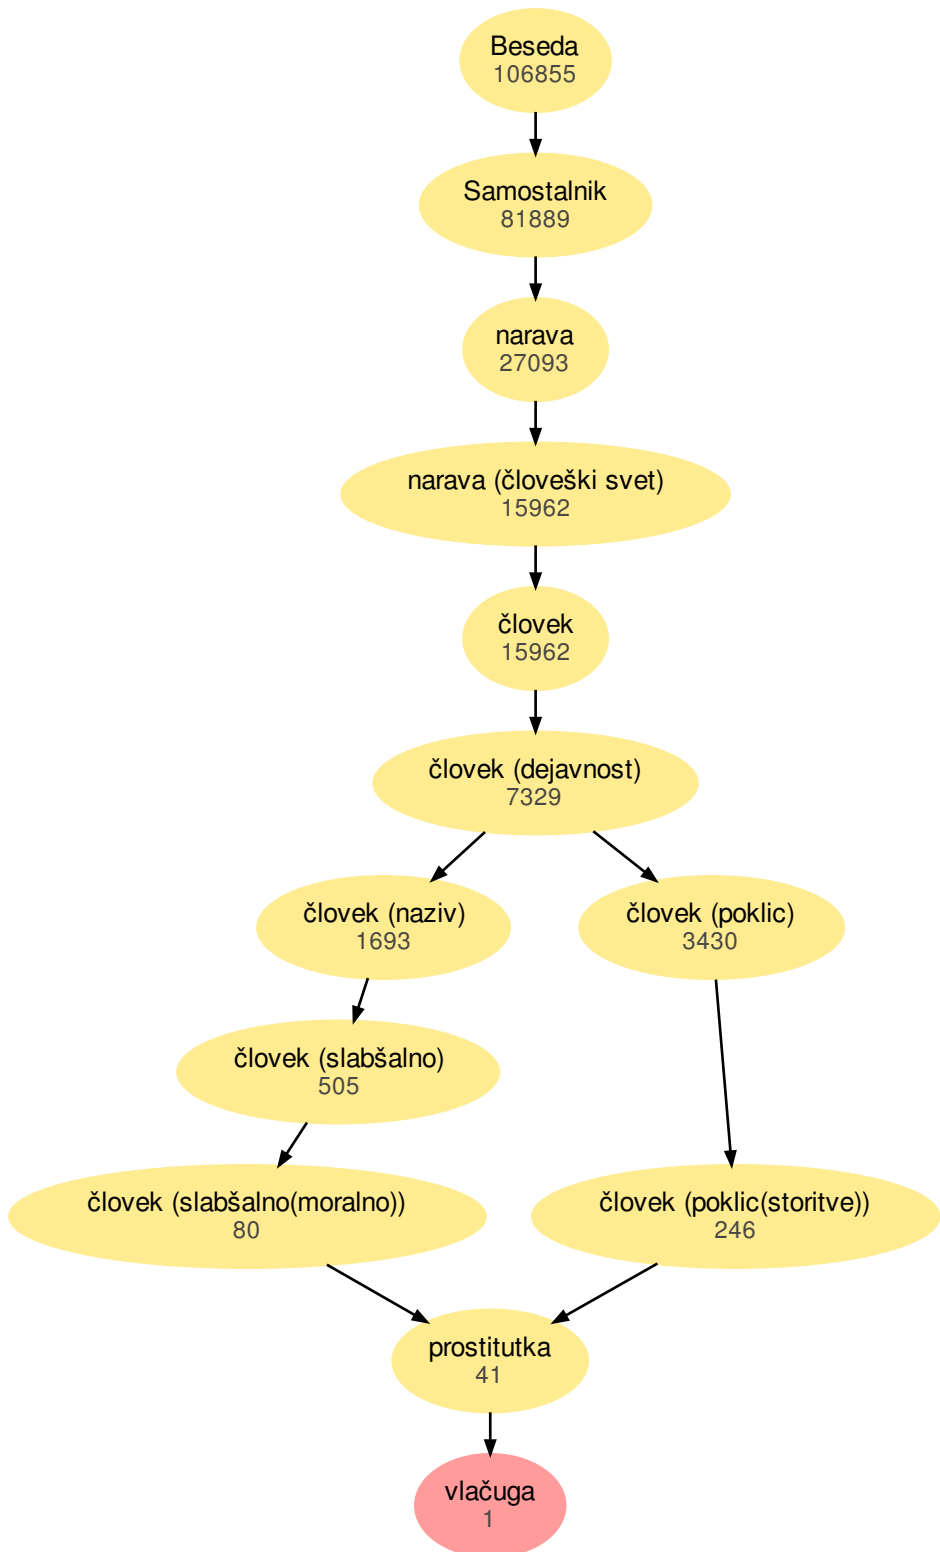 Beseda
106855
Samostalnik
81889
narava
27093
narava (človeški svet)
15962
človek
15962
človek (dejavnost)
7329
človek (naziv)
1693
človek (poklic)
3430
človek (slabšalno)
505
človek (slabšalno(moralno))
80
človek (poklic(storitve))
246
prostitutka
41
vlačuga
1